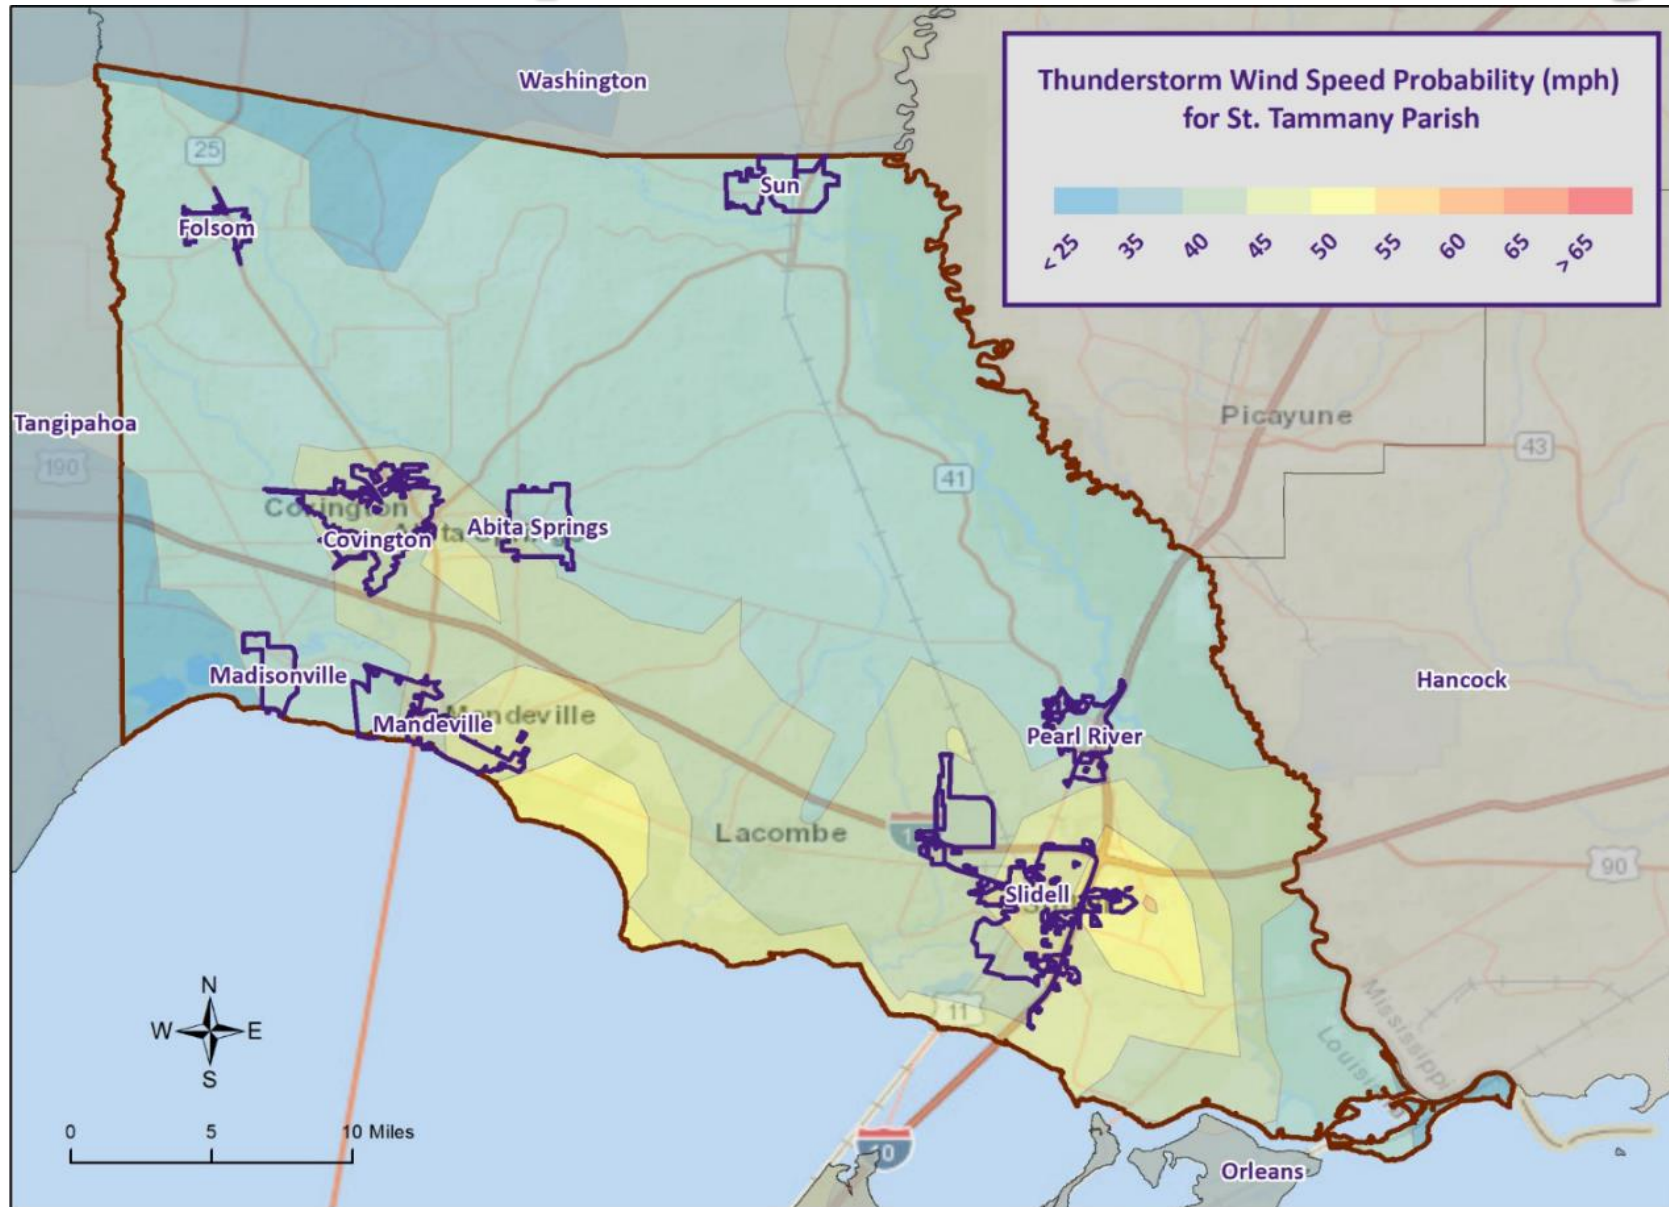 Washington
Thunderstorm Wind Speed Probability (mph)
for St. Tammany Parish
< 25
35
40
45
50
55
60
65
> 65
25
Sun
Folsom
Tangipahoa
190
Picayune
43
41
Covington
Covington
Abita Springs
Madisonville
Mandeville
Mandeville
Pearl River
Hancock
Lacombe
90
Slidell
11
Mississippi
Louisiana
N
W
E
S
0
5
10 Miles
10
Orleans